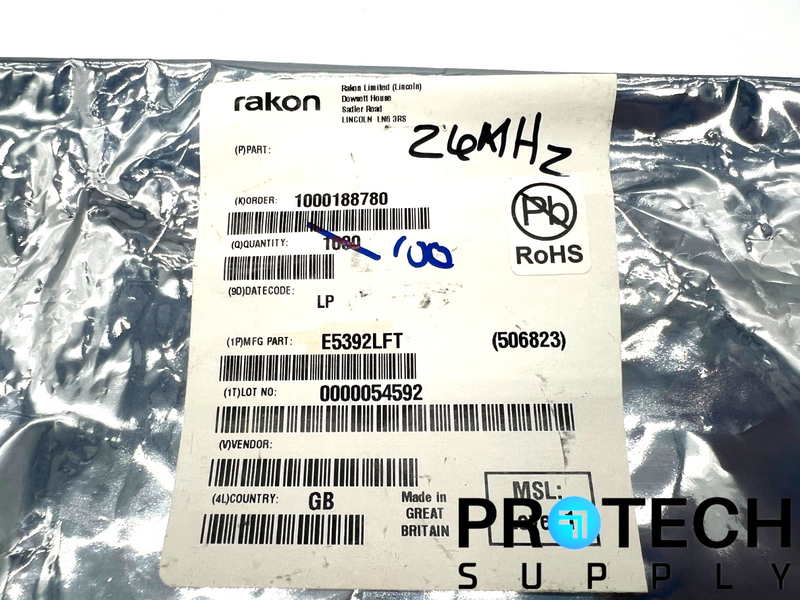 rakon
Rakon Limited (Lincoln)
Dowsett House
Sadler Road
LINCOLN LN6 3RS
26MHz
(P)PART:
(K)ORDER: 1000188780
Pb
RoHS
(Q)QUANTITY: 1000
100
(9D)DATECODE:
LP
(1P)MFG PART: E5392LFT (506823)
(1T)LOT NO: 0000054592
(V)VENDOR:
(4L)COUNTRY: GB
Made in
GREAT
BRITAIN
MSL:
PROTECH
SUPPLY